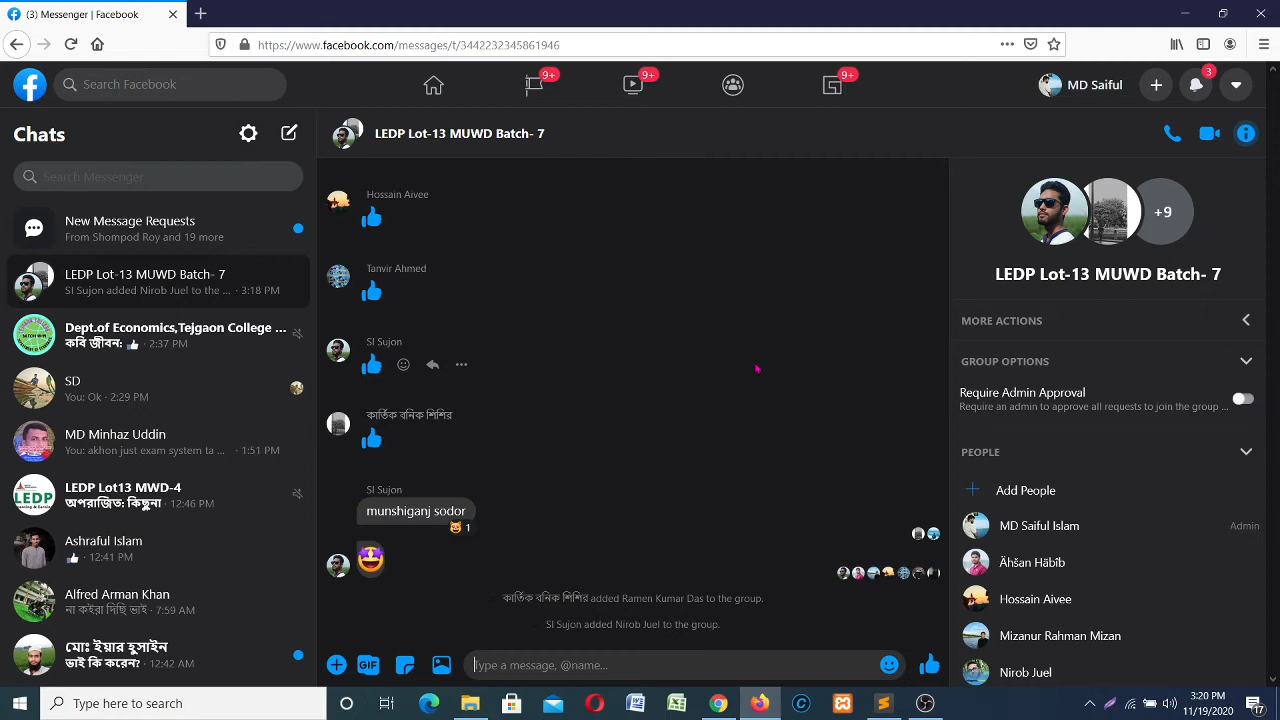 (3) Messenger | Facebook
https://www.facebook.com/messages/t/3442232345861946
Search Facebook
9+
9+
9+
MD Saiful
3
Chats
Search Messenger
New Message Requests
From Shompod Roy and 19 more
LEDP Lot-13 MUWD Batch- 7
SI Sujon added Nirob Juel to the ... · 3:18 PM
Dept.of Economics,Tejgaon College ...
কবি জীবন: 👍 · 2:37 PM
SD
You: Ok · 2:29 PM
MD Minhaz Uddin
You: akhon just exam system ta ... · 1:51 PM
LEDP Lot13 MWD-4
অপরাজিত: কিছুনা · 12:46 PM
LEDP
Ashraful Islam
👍 · 12:41 PM
Alfred Arman Khan
না কইরা দিছি ভাই · 7:59 AM
মোঃ ইয়ার হুসাইন
ভাই কি করেন? · 12:42 AM
LEDP Lot-13 MUWD Batch- 7
Hossain Aivee
Tanvir Ahmed
SI Sujon
কার্তিক বনিক শিশির
SI Sujon
munshiganj sodor
1
কার্তিক বনিক শিশির added Ramen Kumar Das to the group.
SI Sujon added Nirob Juel to the group.
GIF
Type a message, @name...
+9
LEDP Lot-13 MUWD Batch- 7
MORE ACTIONS
GROUP OPTIONS
Require Admin Approval
Require an admin to approve all requests to join the group ...
PEOPLE
Add People
MD Saiful Islam
Admin
Ähšan Häbîb
Hossain Aivee
Mizanur Rahman Mizan
Nirob Juel
Type here to search
3:20 PM
11/19/2020
17